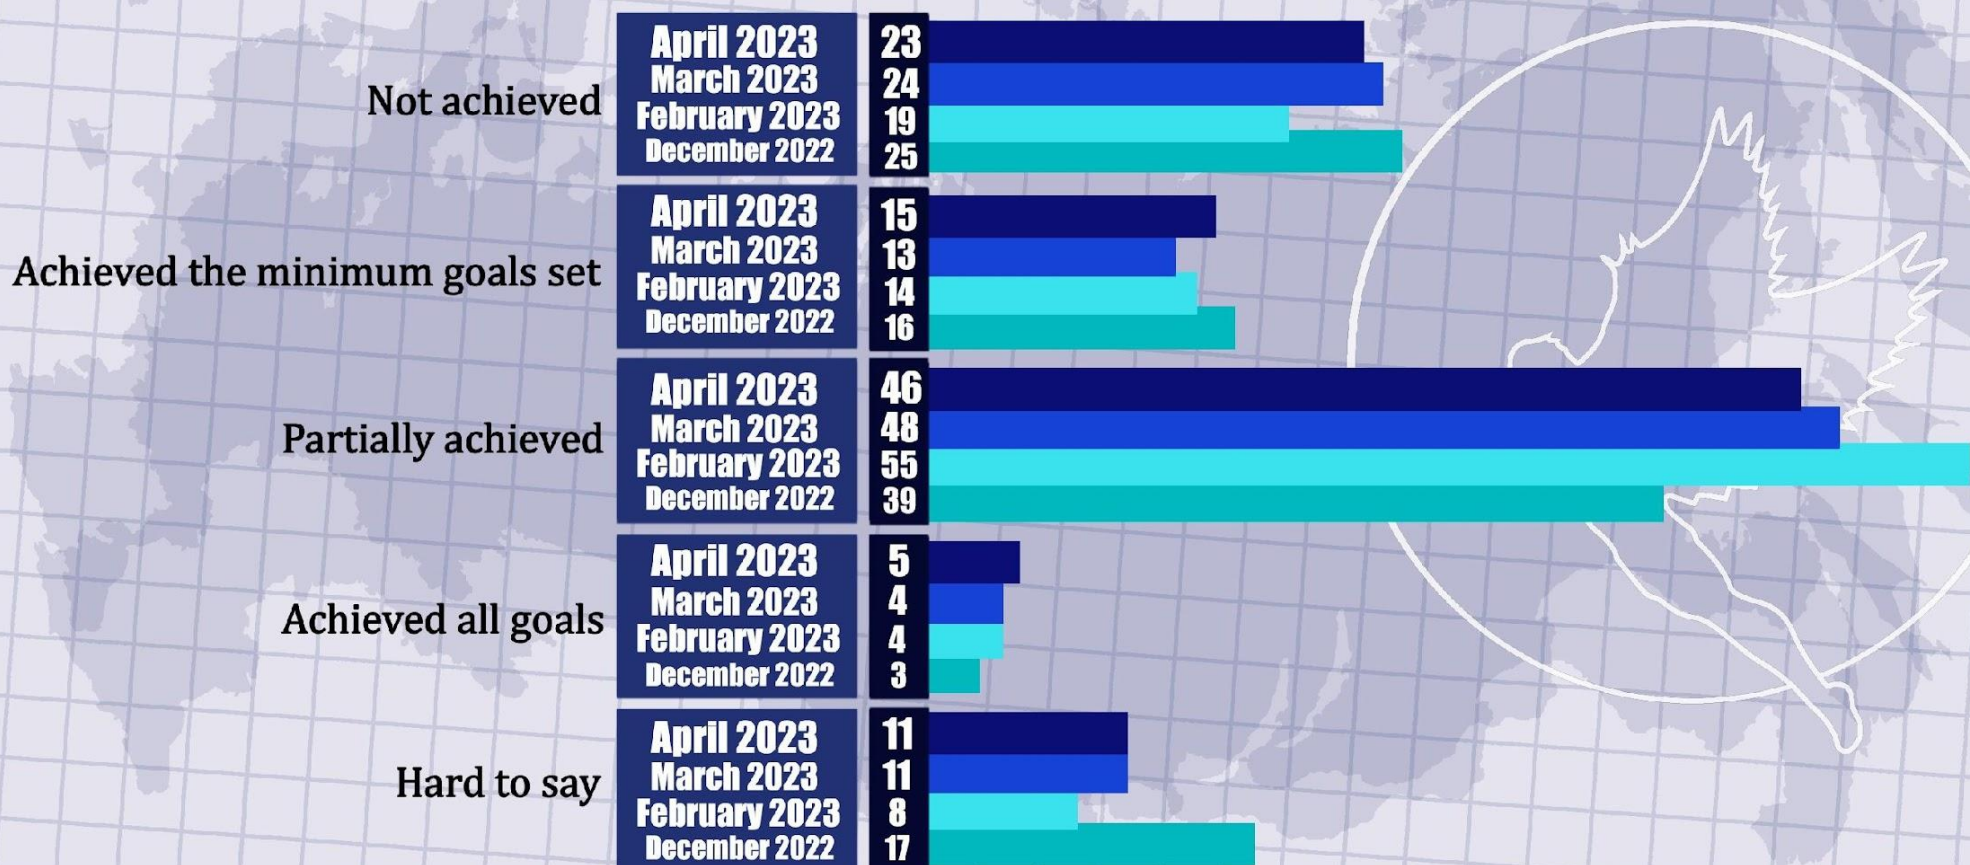 April 2023 23
March 2023 24
Not achieved
February 2023 19
December 2022 25
April 2023 15
March 2023 13
Achieved the minimum goals set
February 2023 14
December 2022 16
April 2023 46
March 2023 48
Partially achieved
February 2023 55
December 2022 39
April 2023 5
March 2023 4
Achieved all goals
February 2023 4
December 2022 3
April 2023 11
March 2023 11
Hard to say
February 2023 8
December 2022 17